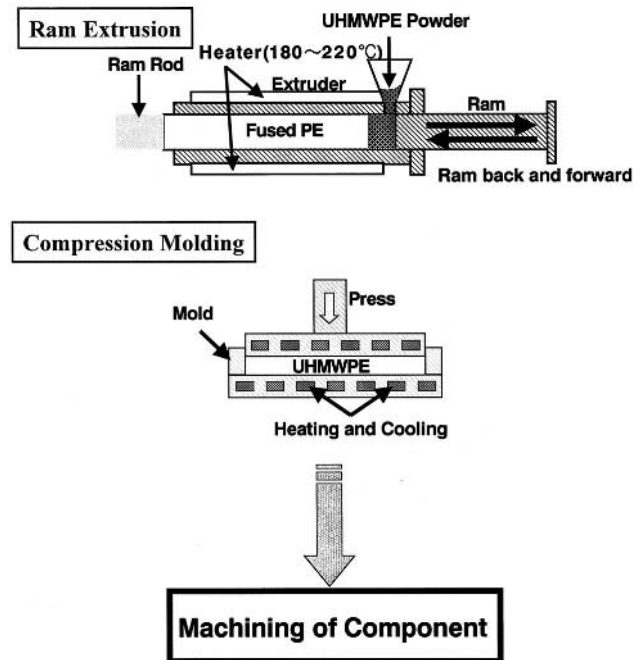 Ram Extrusion
UHMWPE Powder
Heater(180～220℃)
Ram Rod
Extruder
Ram
Fused PE
Ram back and forward
Compression Molding
Press
Mold
UHMWPE
Heating and Cooling
Machining of Component